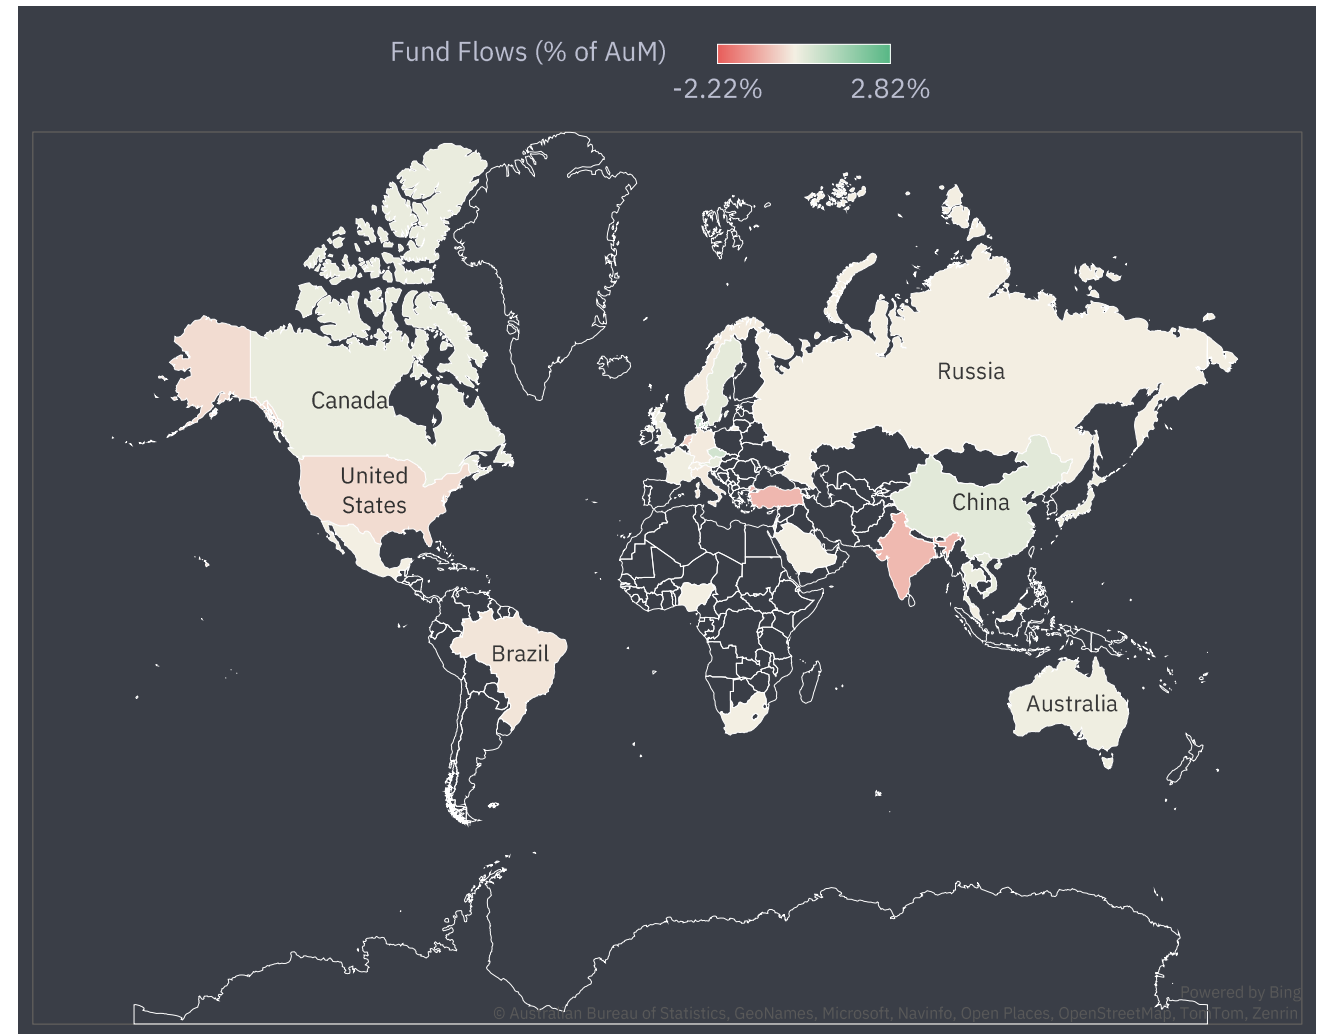 Fund Flows (% of AuM)
-2.22% 2.82%
Canada
Russia
United
States
China
Brazil
Australia
Powered by Bing
© Australian Bureau of Statistics, GeoNames, Microsoft, Navinfo, Open Places, OpenStreetMap, TomTom, Zenrin